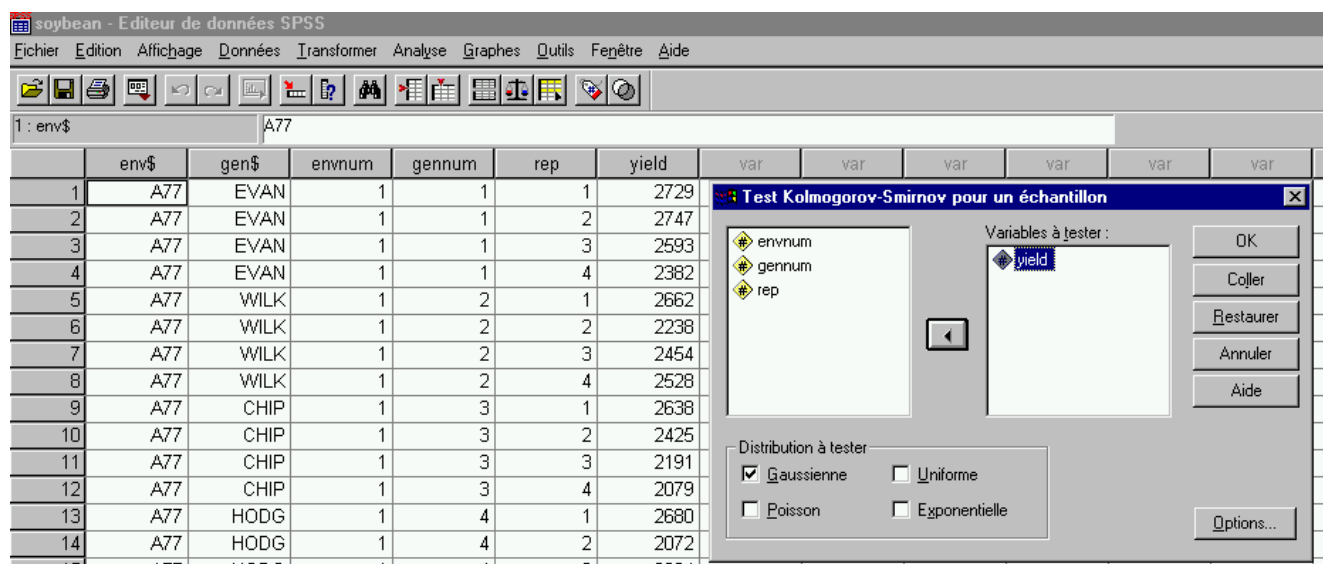 soybean - Editeur de données SPSS
Fichier Edition Affichage Données Transformer Analyse Graphes Outils Fenêtre Aide
1 : env$ A77
env$ gen$ envnum gennum rep yield var var var var var var
1 A77 EVAN 1 1 1 2729
2 A77 EVAN 1 1 2 2747
3 A77 EVAN 1 1 3 2593
4 A77 EVAN 1 1 4 2382
5 A77 WILK 1 2 1 2662
6 A77 WILK 1 2 2 2238
7 A77 WILK 1 2 3 2454
8 A77 WILK 1 2 4 2528
9 A77 CHIP 1 3 1 2638
10 A77 CHIP 1 3 2 2425
11 A77 CHIP 1 3 3 2191
12 A77 CHIP 1 3 4 2079
13 A77 HODG 1 4 1 2680
14 A77 HODG 1 4 2 2072
Test Kolmogorov-Smirnov pour un échantillon
envnum
gennum
rep
Variables à tester :
yield
OK
Coller
Restaurer
Annuler
Aide
Distribution à tester
Gaussienne Uniforme
Poisson Exponentielle
Options...